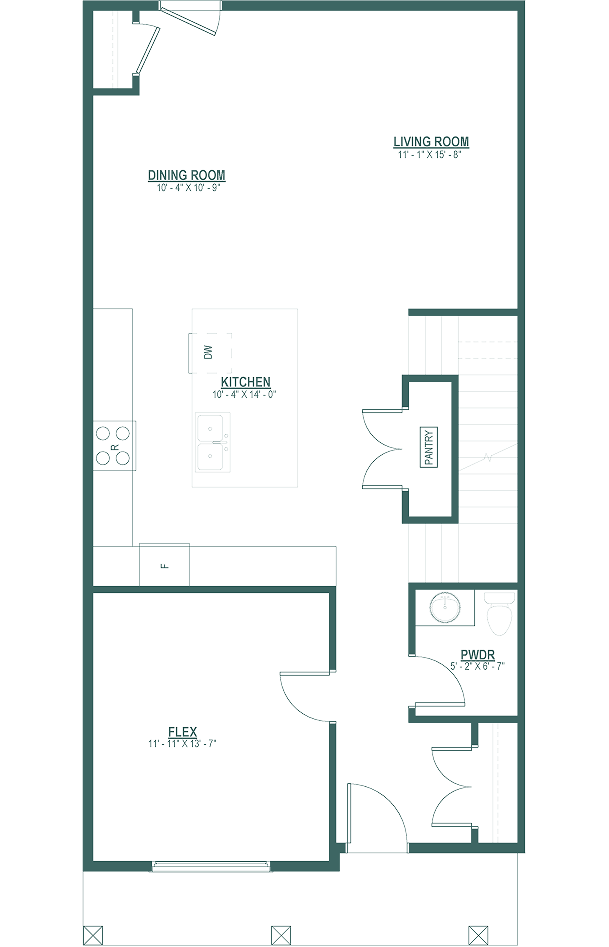 LIVING ROOM
11' - 1" X 15' - 8"
DINING ROOM
10' - 4" X 10' - 9"
DW
KITCHEN
10' - 4" X 14' - 0"
R
PANTRY
F
PWDR
5' - 2" X 6' - 7"
FLEX
11' - 11" X 13' - 7"